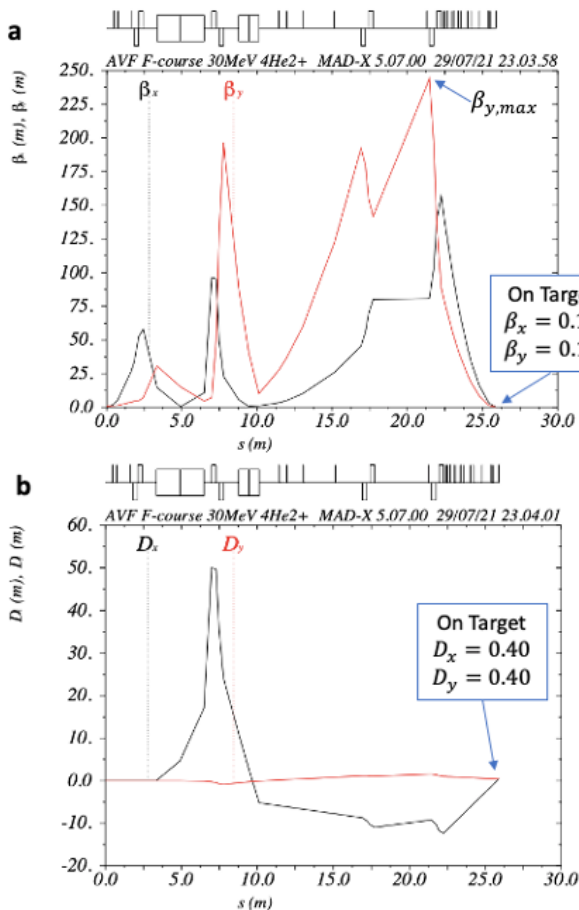 a
AVF F-course 30MeV 4He2+ MAD-X 5.07.00 29/07/21 23.03.58
β (m), β (m)
250.
225.
200.
175.
150.
125.
100.
75.
50.
25.
0.0
βx
βy
βy,max
On Targe
βx = 0.1
βy = 0.1
0.0 5.0 10.0 15.0 20.0 25.0 30.0
s (m)
b
AVF F-course 30MeV 4He2+ MAD-X 5.07.00 29/07/21 23.04.01
D (m), D (m)
60.
50.
40.
30.
20.
10.
0.0
-10.
-20.
Dx
Dy
On Target
Dx = 0.40
Dy = 0.40
0.0 5.0 10.0 15.0 20.0 25.0 30.0
s (m)